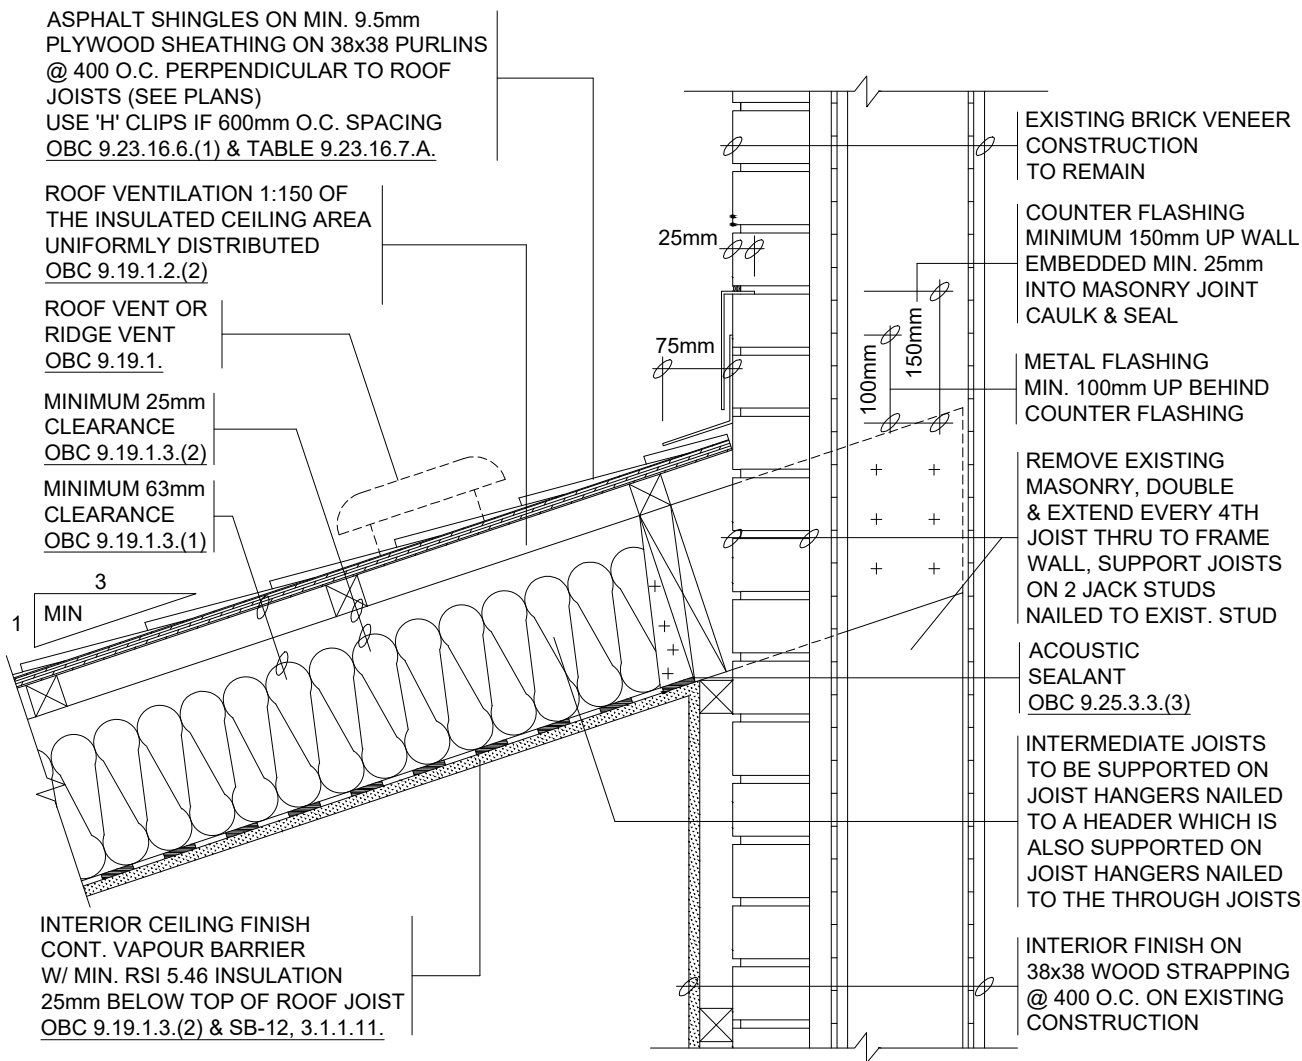 ASPHALT SHINGLES ON MIN. 9.5mm
PLYWOOD SHEATHING ON 38x38 PURLINS
@ 400 O.C. PERPENDICULAR TO ROOF
JOISTS (SEE PLANS)
USE 'H' CLIPS IF 600mm O.C. SPACING
OBC 9.23.16.6.(1) & TABLE 9.23.16.7.A.
ROOF VENTILATION 1:150 OF
THE INSULATED CEILING AREA
UNIFORMLY DISTRIBUTED
OBC 9.19.1.2.(2)
ROOF VENT OR
RIDGE VENT
OBC 9.19.1.
MINIMUM 25mm
CLEARANCE
OBC 9.19.1.3.(2)
MINIMUM 63mm
CLEARANCE
OBC 9.19.1.3.(1)
3
1
MIN
INTERIOR CEILING FINISH
CONT. VAPOUR BARRIER
W/ MIN. RSI 5.46 INSULATION
25mm BELOW TOP OF ROOF JOIST
OBC 9.19.1.3.(2) & SB-12, 3.1.1.11.
25mm
75mm
100mm
150mm
EXISTING BRICK VENEER
CONSTRUCTION
TO REMAIN
COUNTER FLASHING
MINIMUM 150mm UP WALL
EMBEDDED MIN. 25mm
INTO MASONRY JOINT
CAULK & SEAL
METAL FLASHING
MIN. 100mm UP BEHIND
COUNTER FLASHING
REMOVE EXISTING
MASONRY, DOUBLE
& EXTEND EVERY 4TH
JOIST THRU TO FRAME
WALL, SUPPORT JOISTS
ON 2 JACK STUDS
NAILED TO EXIST. STUD
ACOUSTIC
SEALANT
OBC 9.25.3.3.(3)
INTERMEDIATE JOISTS
TO BE SUPPORTED ON
JOIST HANGERS NAILED
TO A HEADER WHICH IS
ALSO SUPPORTED ON
JOIST HANGERS NAILED
TO THE THROUGH JOISTS
INTERIOR FINISH ON
38x38 WOOD STRAPPING
@ 400 O.C. ON EXISTING
CONSTRUCTION